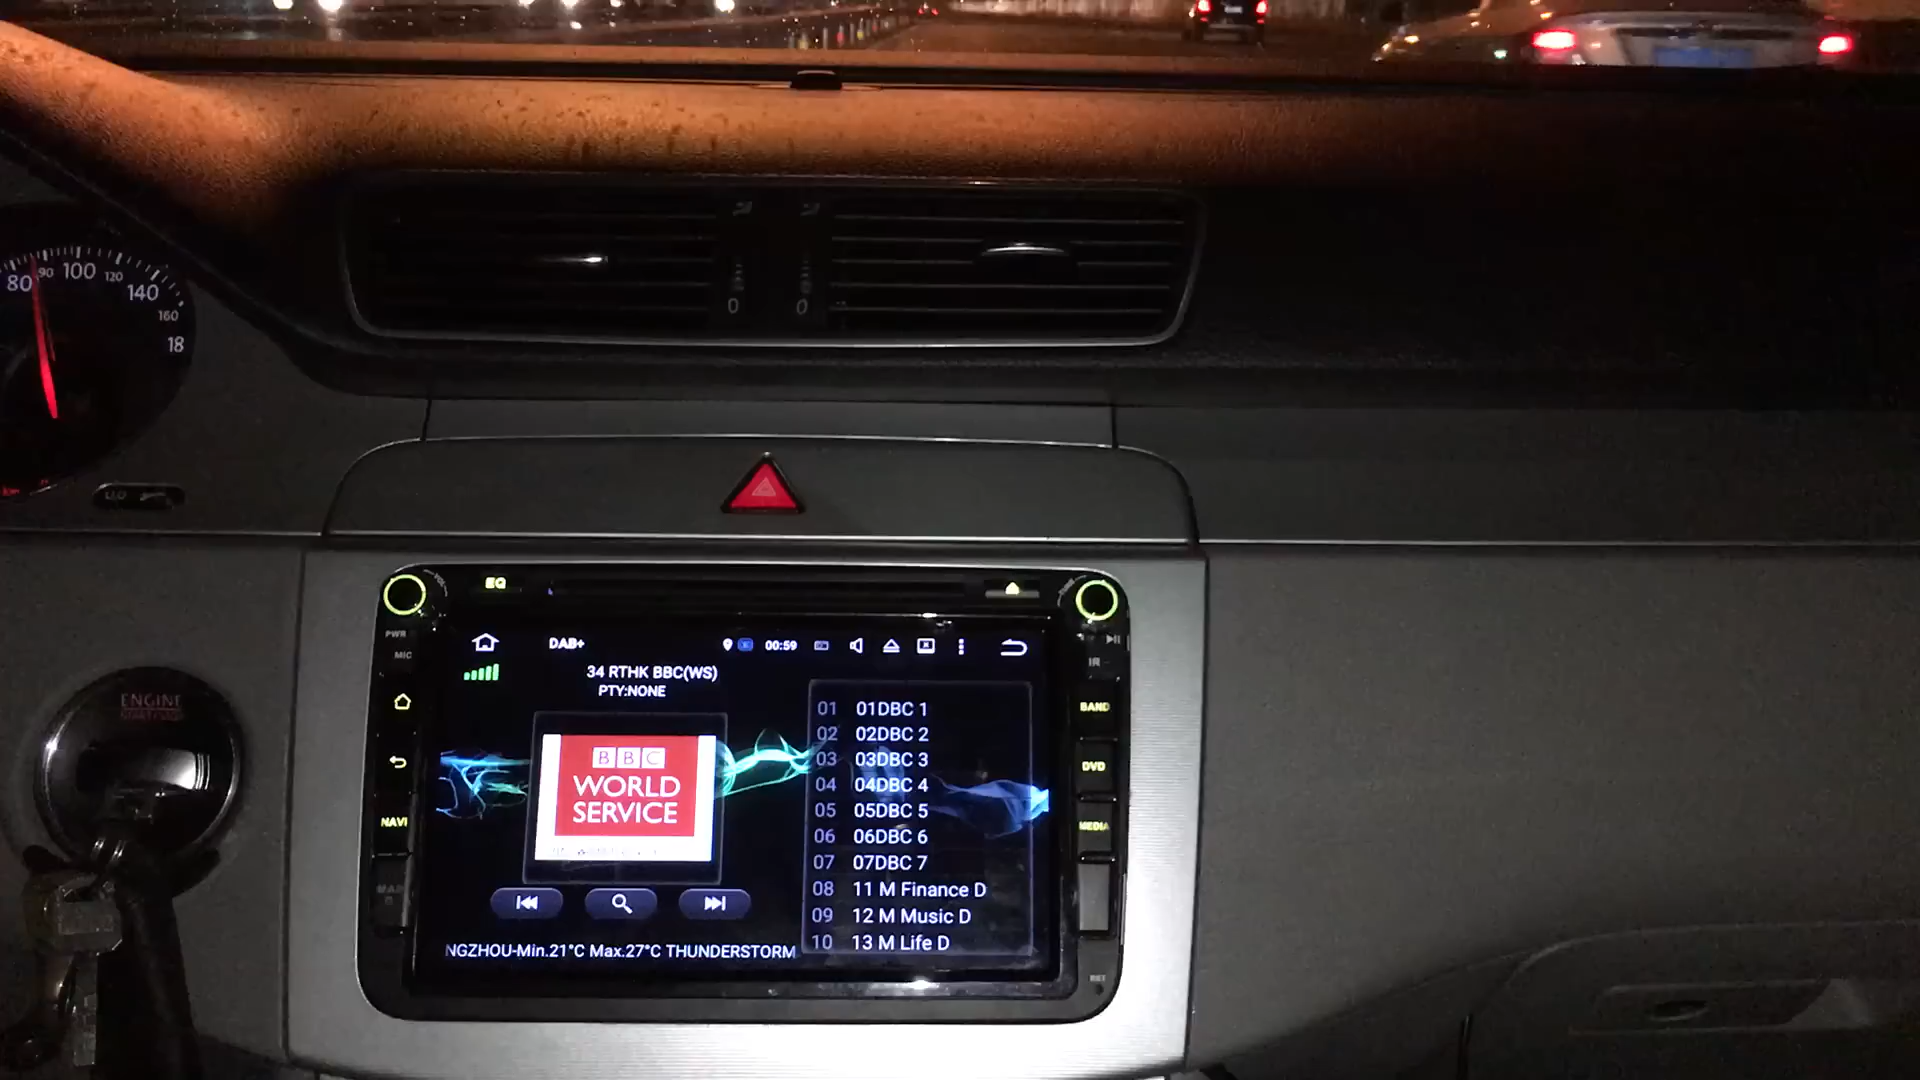 80
90
100
120
140
160
18
0
0
EQ
PWR
MIC
IR
DAB+
00:59
34 RTHK BBC(WS)
PTY:NONE
BBC
WORLD
SERVICE
01 01DBC 1
02 02DBC 2
03 03DBC 3
04 04DBC 4
05 05DBC 5
06 06DBC 6
07 07DBC 7
08 11 M Finance D
09 12 M Music D
10 13 M Life D
NGZHOU-Min.21°C Max.27°C THUNDERSTORM
ENGINE
NAVI
BAND
DVD
MEDIA